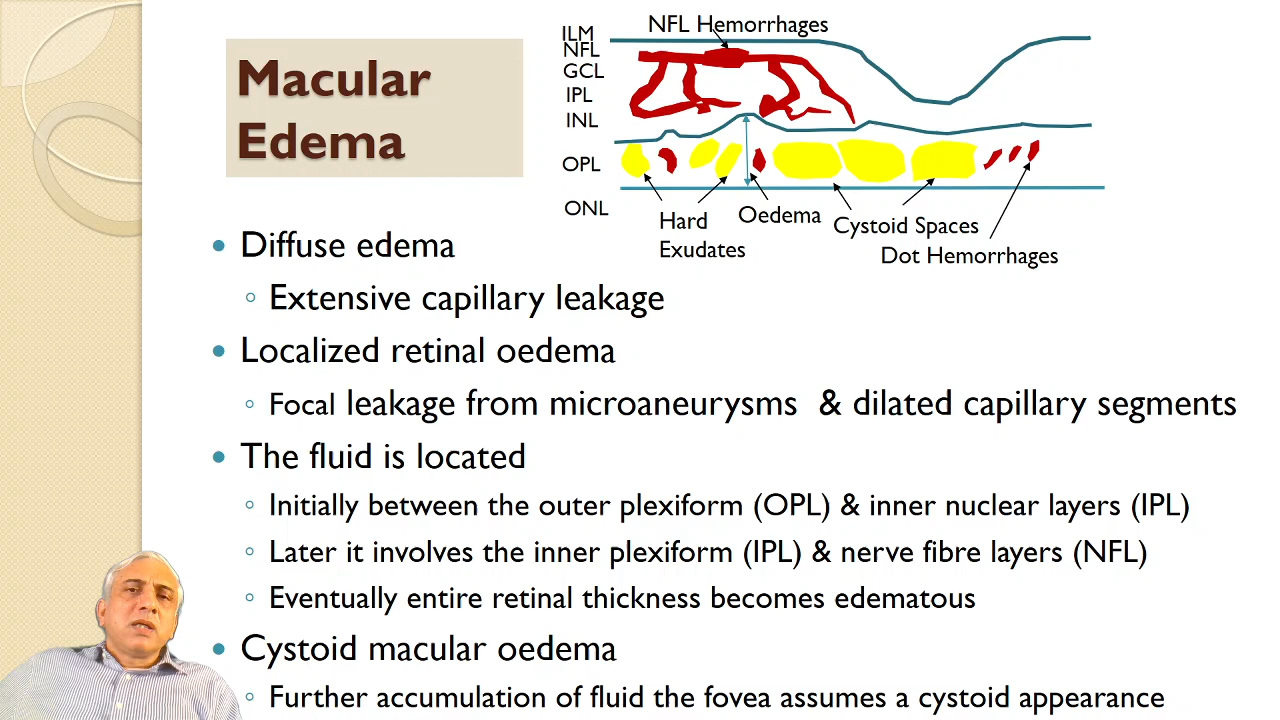 Macular
Edema
NFL Hemorrhages
ILM
NFL
GCL
IPL
INL
OPL
ONL
Hard
Exudates
Oedema
Cystoid Spaces
Dot Hemorrhages
Diffuse edema
Extensive capillary leakage
Localized retinal oedema
Focal leakage from microaneurysms & dilated capillary segments
The fluid is located
Initially between the outer plexiform (OPL) & inner nuclear layers (IPL)
Later it involves the inner plexiform (IPL) & nerve fibre layers (NFL)
Eventually entire retinal thickness becomes edematous
Cystoid macular oedema
Further accumulation of fluid the fovea assumes a cystoid appearance